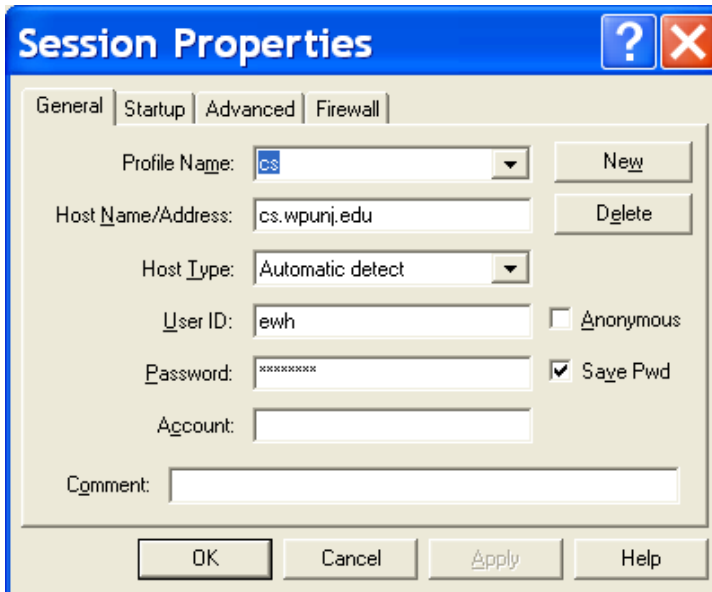 Session Properties
General Startup Advanced Firewall
Profile Name: cs New
Host Name/Address: cs.wpunj.edu Delete
Host Type: Automatic detect
User ID: ewh Anonymous
Password: ******** Save Pwd
Account:
Comment:
OK Cancel Apply Help